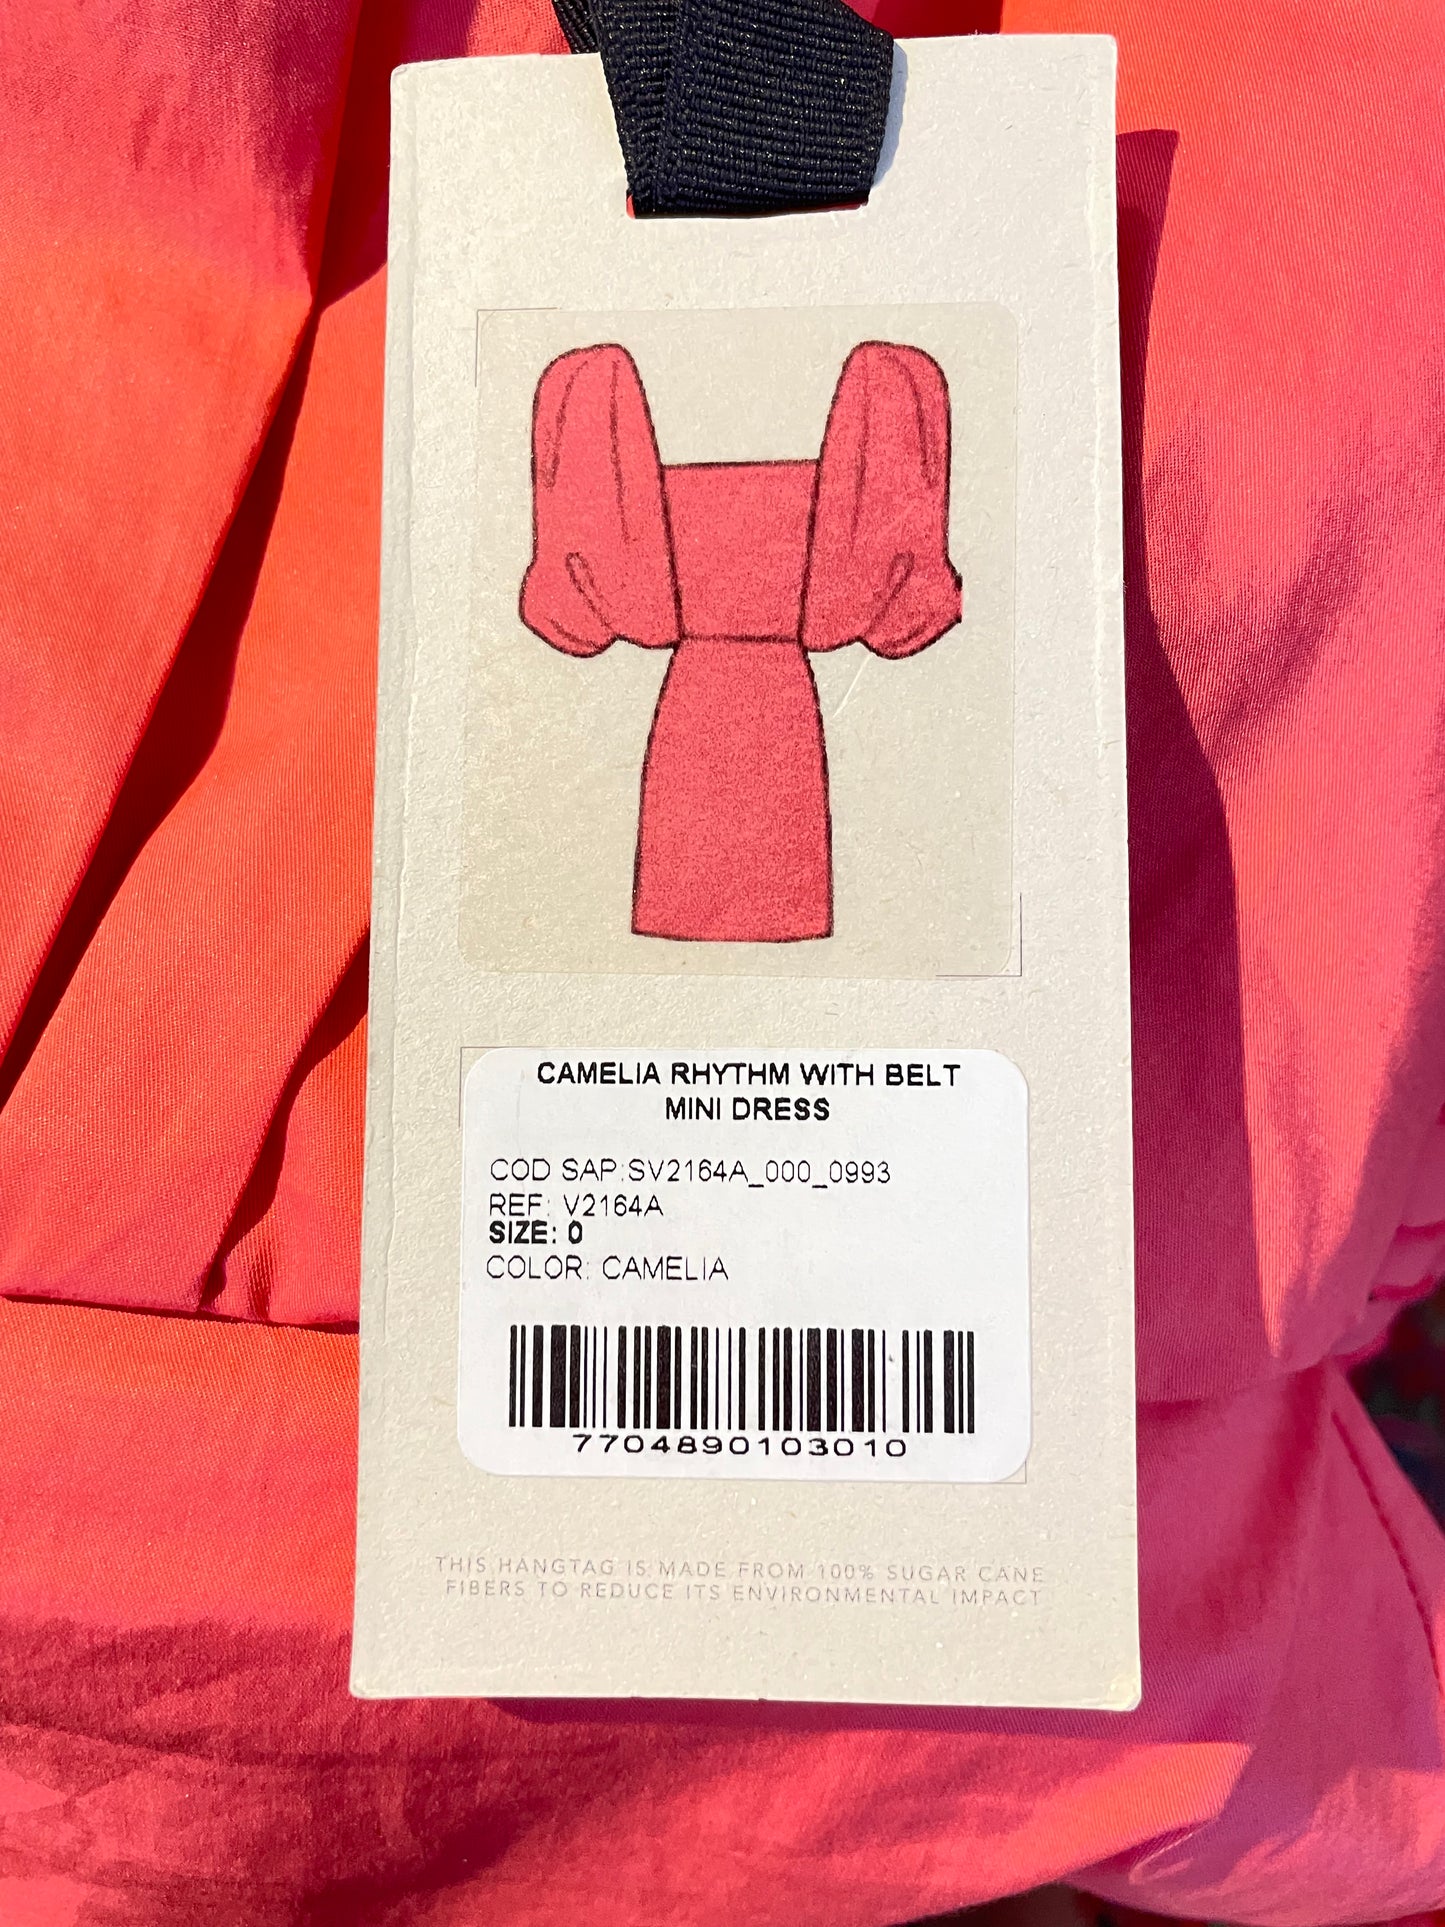 CAMELIA RHYTHM WITH BELT
MINI DRESS
COD SAP:SV2164A_000_0993
REF: V2164A
SIZE: 0
COLOR: CAMELIA
7704890103010
THIS HANGTAG IS MADE FROM 100% SUGAR CANE
FIBERS TO REDUCE ITS ENVIRONMENTAL IMPACT